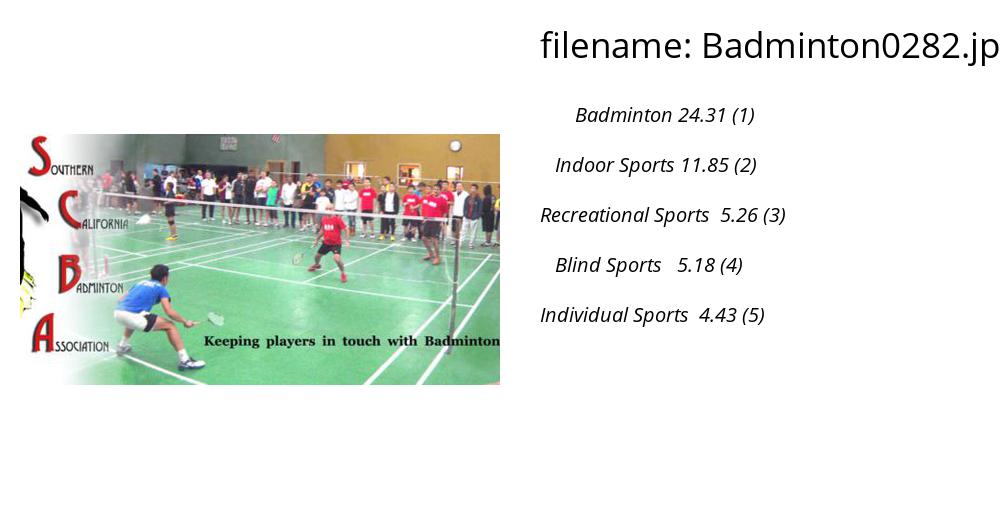 filename: Badminton0282.jp
Badminton 24.31 (1)
Indoor Sports 11.85 (2)
Recreational Sports 5.26 (3)
Blind Sports 5.18 (4)
Individual Sports 4.43 (5)
SOUTHERN
CALIFORNIA
BADMINTON
ASSOCIATION
Keeping players in touch with Badminton